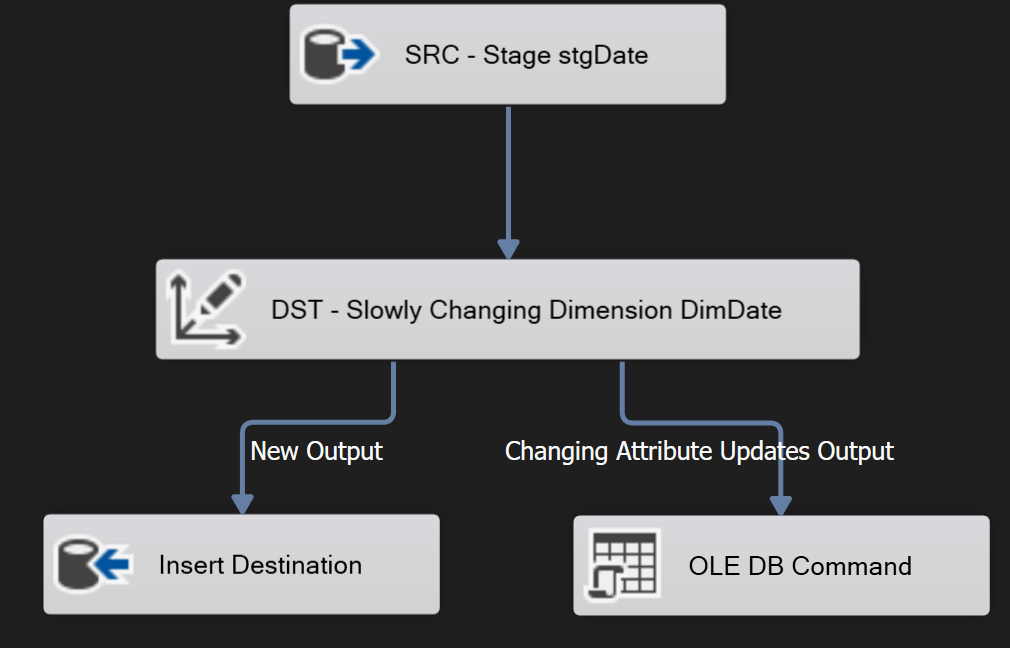 SRC - Stage stgDate
DST - Slowly Changing Dimension DimDate
New Output
Changing Attribute Updates Output
Insert Destination
OLE DB Command